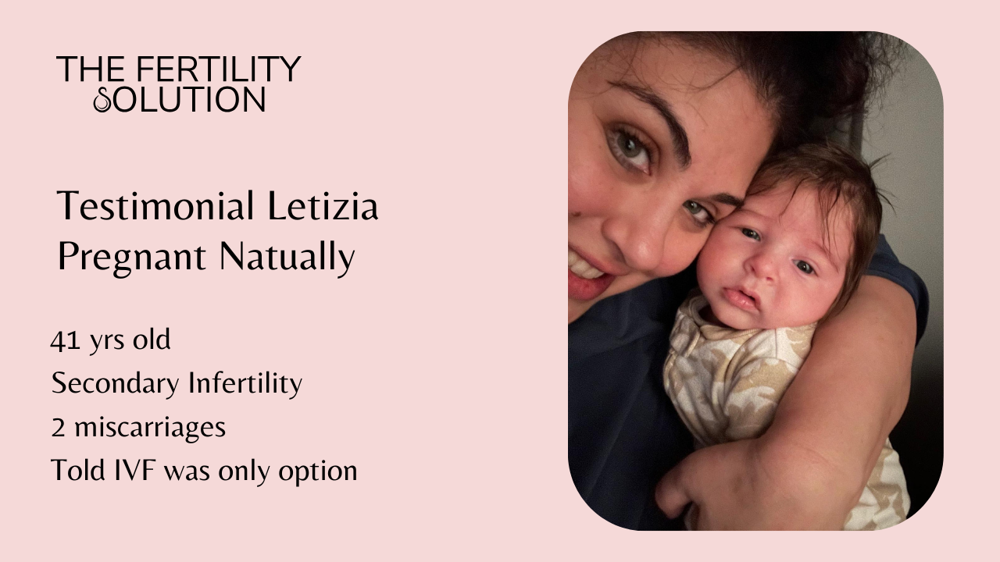 THE FERTILITY
SOLUTION
Testimonial Letizia
Pregnant Natually
41 yrs old
Secondary Infertility
2 miscarriages
Told IVF was only option